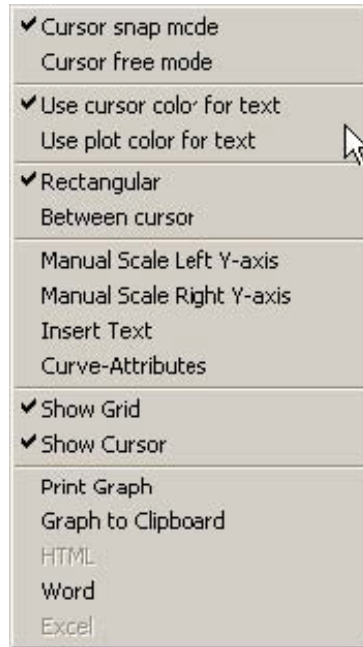 Cursor snap mode
Cursor free mode
Use cursor color for text
Use plot color for text
Rectangular
Between cursor
Manual Scale Left Y-axis
Manual Scale Right Y-axis
Insert Text
Curve-Attributes
Show Grid
Show Cursor
Print Graph
Graph to Clipboard
HTML
Word
Excel